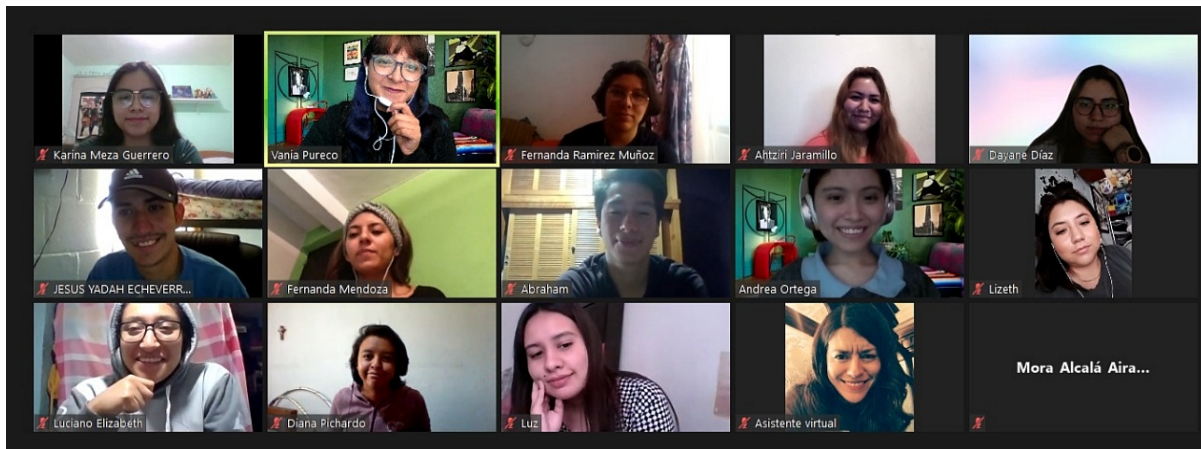 Karina Meza Guerrero
Vania Pureco
Fernanda Ramirez Muñoz
Ahtziri Jaramillo
Dayane Díaz
JESUS YADAH ECHEVERR...
Fernanda Mendoza
Abraham
Andrea Ortega
Lizeth
Luciano Elizabeth
Diana Pichardo
Luz
Asistente virtual
Mora Alcalá Aira...